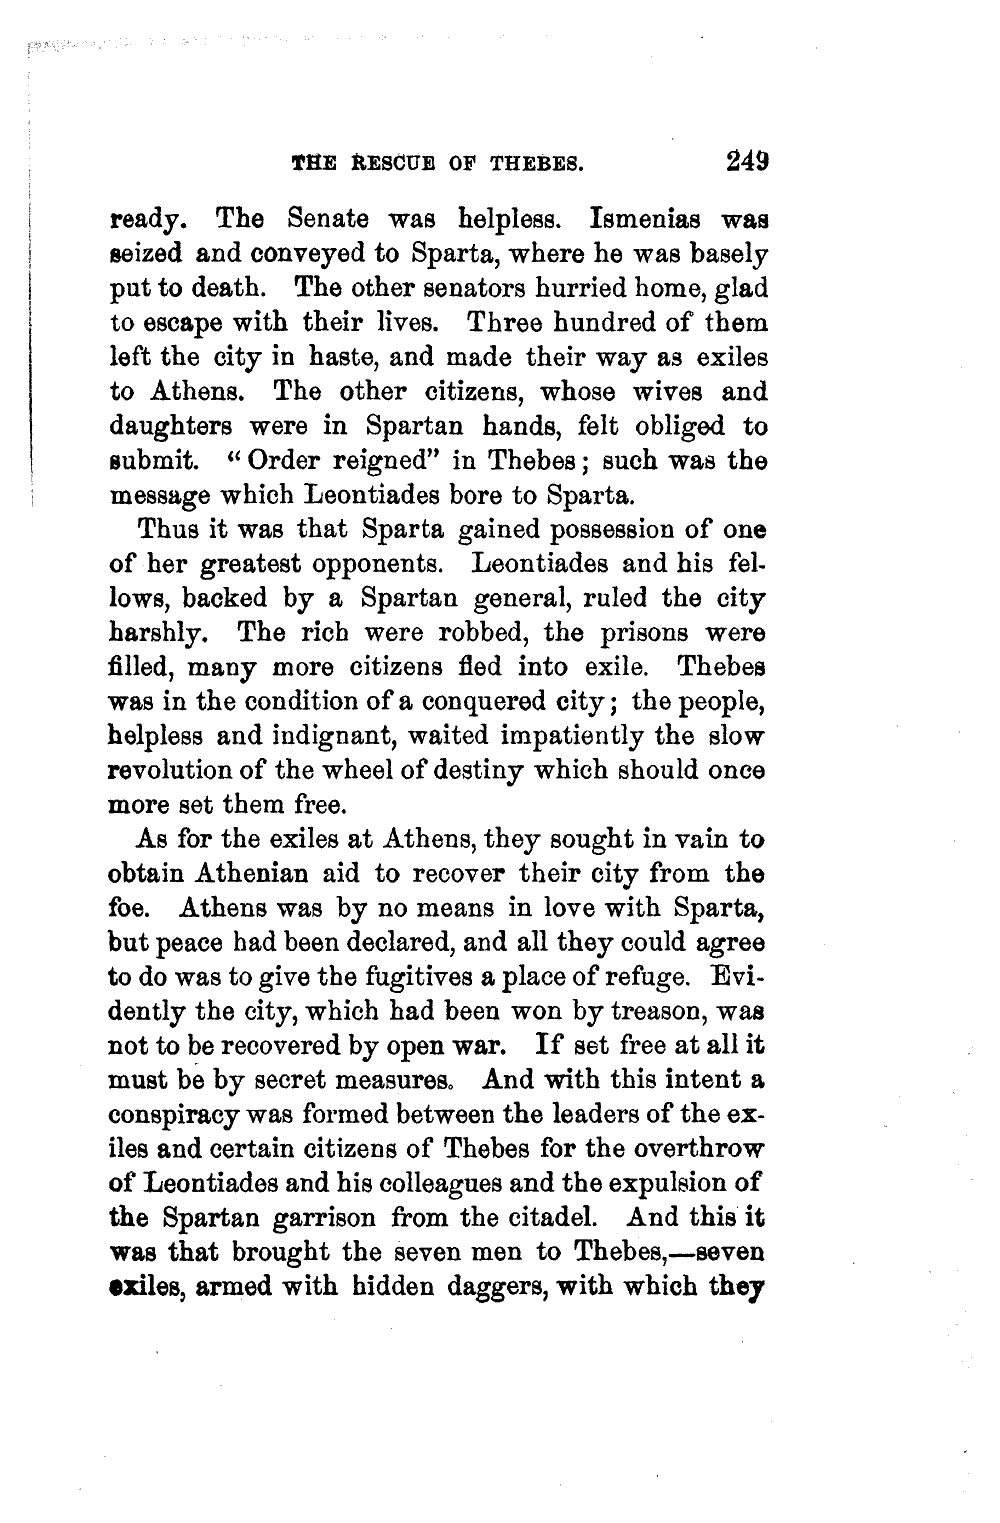 THE RESCUE OF THEBES. 249
ready. The Senate was helpless. Ismenias was
seized and conveyed to Sparta, where he was basely
put to death. The other senators hurried home, glad
to escape with their lives. Three hundred of them
left the city in haste, and made their way as exiles
to Athens. The other citizens, whose wives and
daughters were in Spartan hands, felt obliged to
submit. “Order reigned” in Thebes; such was the
message which Leontiades bore to Sparta.
Thus it was that Sparta gained possession of one
of her greatest opponents. Leontiades and his fel-
lows, backed by a Spartan general, ruled the city
harshly. The rich were robbed, the prisons were
filled, many more citizens fled into exile. Thebes
was in the condition of a conquered city; the people,
helpless and indignant, waited impatiently the slow
revolution of the wheel of destiny which should once
more set them free.
As for the exiles at Athens, they sought in vain to
obtain Athenian aid to recover their city from the
foe. Athens was by no means in love with Sparta,
but peace had been declared, and all they could agree
to do was to give the fugitives a place of refuge. Evi-
dently the city, which had been won by treason, was
not to be recovered by open war. If set free at all it
must be by secret measures. And with this intent a
conspiracy was formed between the leaders of the ex-
iles and certain citizens of Thebes for the overthrow
of Leontiades and his colleagues and the expulsion of
the Spartan garrison from the citadel. And this it
was that brought the seven men to Thebes,—seven
exiles, armed with hidden daggers, with which they